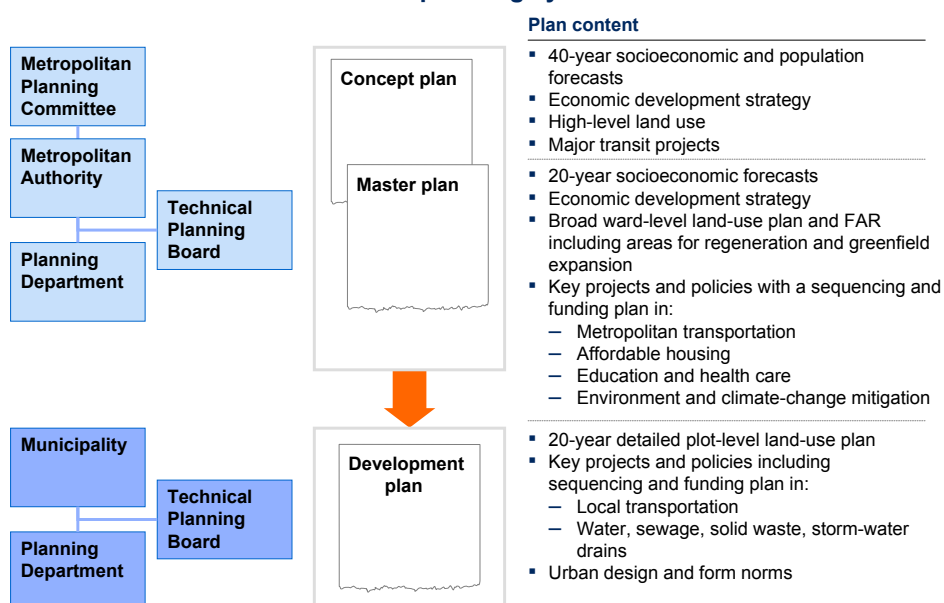 Plan content
Metropolitan
Planning
Committee
Metropolitan
Authority
Technical
Planning
Board
Planning
Department
Concept plan
Master plan
▪ 40-year socioeconomic and population
forecasts
▪ Economic development strategy
▪ High-level land use
▪ Major transit projects
▪ 20-year socioeconomic forecasts
▪ Economic development strategy
▪ Broad ward-level land-use plan and FAR
including areas for regeneration and greenfield
expansion
▪ Key projects and policies with a sequencing and
funding plan in:
– Metropolitan transportation
– Affordable housing
– Education and health care
– Environment and climate-change mitigation
Municipality
Technical
Planning
Board
Planning
Department
Development
plan
▪ 20-year detailed plot-level land-use plan
▪ Key projects and policies including
sequencing and funding plan in:
– Local transportation
– Water, sewage, solid waste, storm-water
drains
▪ Urban design and form norms